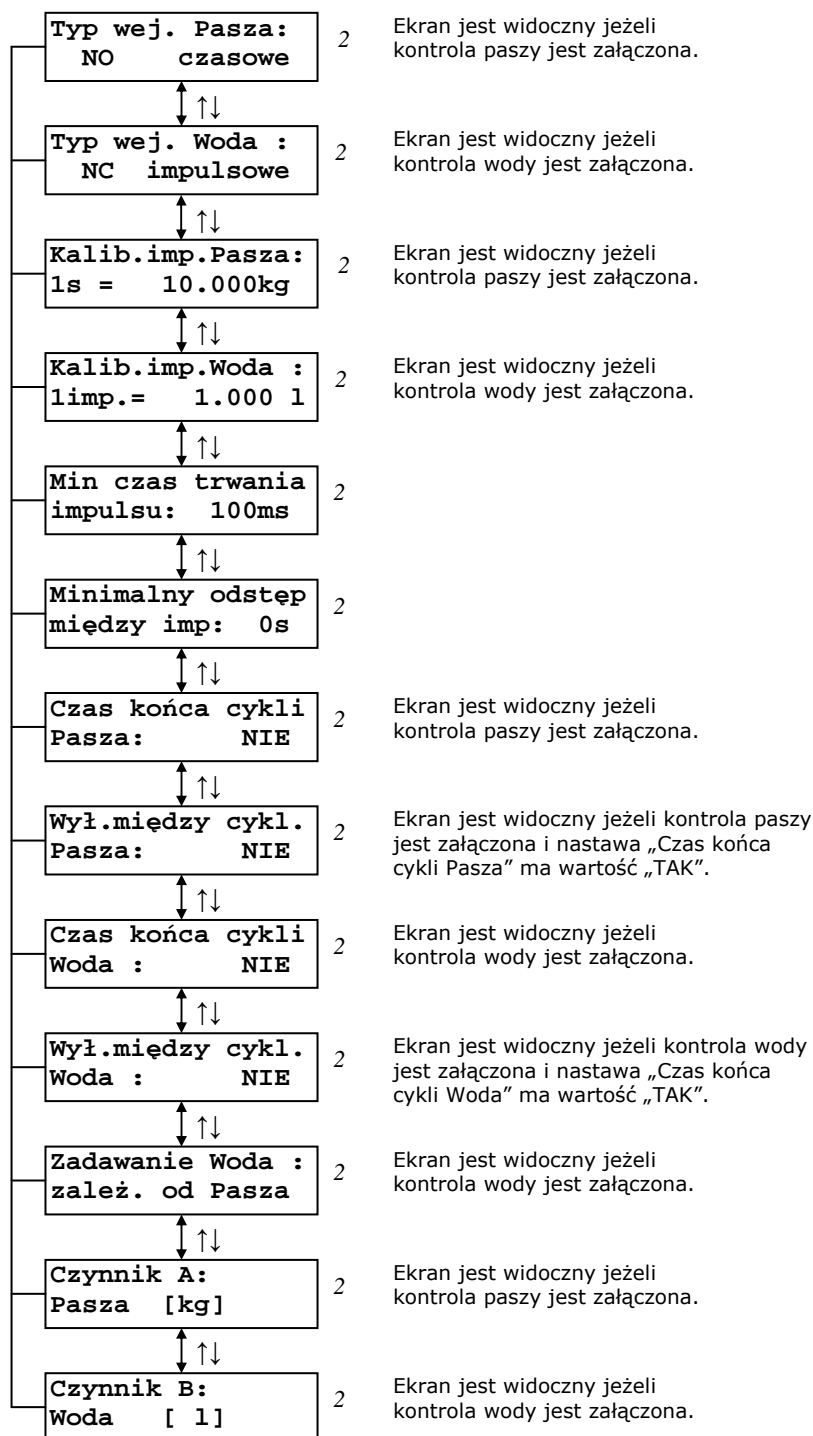 Typ wej. Pasza:
NO czasowe
2
Ekran jest widoczny jeżeli
kontrola paszy jest załączona.
↑↓
Typ wej. Woda :
NC impulsowe
2
Ekran jest widoczny jeżeli
kontrola wody jest załączona.
↑↓
Kalib.imp.Pasza:
1s = 10.000kg
2
Ekran jest widoczny jeżeli
kontrola paszy jest załączona.
↑↓
Kalib.imp.Woda :
1imp.= 1.000 l
2
Ekran jest widoczny jeżeli
kontrola wody jest załączona.
↑↓
Min czas trwania
impulsu: 100ms
2
↑↓
Minimalny odstęp
między imp: 0s
2
↑↓
Czas końca cykli
Pasza: NIE
2
Ekran jest widoczny jeżeli
kontrola paszy jest załączona.
↑↓
Wył.między cykl.
Pasza: NIE
2
Ekran jest widoczny jeżeli kontrola paszy
jest załączona i nastawa „Czas końca
cykli Pasza” ma wartość „TAK”.
↑↓
Czas końca cykli
Woda : NIE
2
Ekran jest widoczny jeżeli
kontrola wody jest załączona.
↑↓
Wył.między cykl.
Woda : NIE
2
Ekran jest widoczny jeżeli kontrola wody
jest załączona i nastawa „Czas końca
cykli Woda” ma wartość „TAK”.
↑↓
Zadawanie Woda :
zależ. od Pasza
2
Ekran jest widoczny jeżeli
kontrola wody jest załączona.
↑↓
Czynnik A:
Pasza [kg]
2
Ekran jest widoczny jeżeli
kontrola paszy jest załączona.
↑↓
Czynnik B:
Woda [ l]
2
Ekran jest widoczny jeżeli
kontrola wody jest załączona.